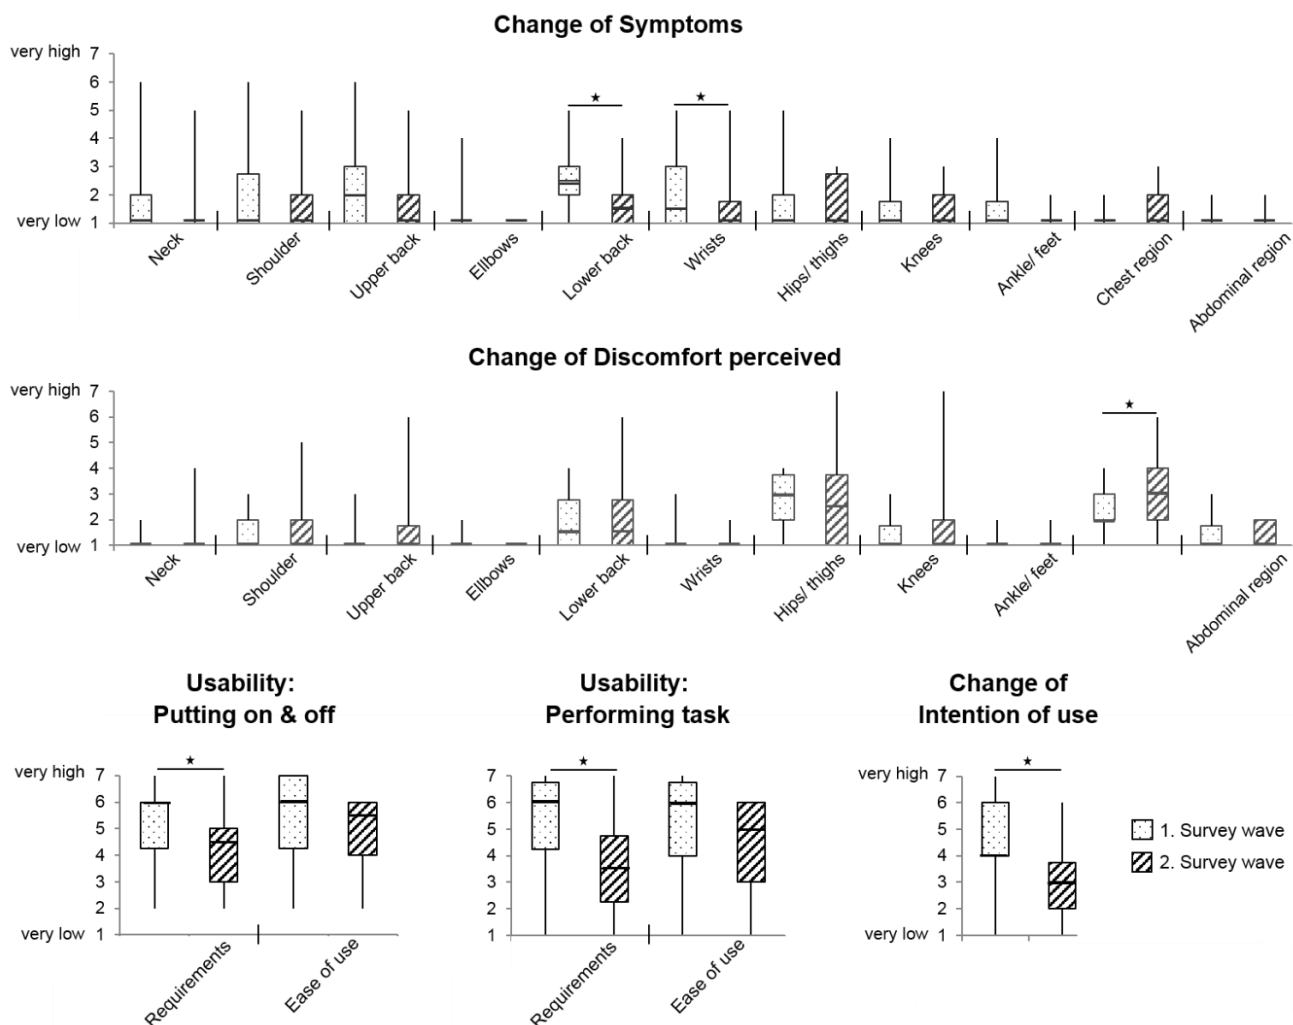 Change of Symptoms
very high 7
6
5
4
3
2
very low 1
★ ★
Neck Shoulder Upper back Ellbows Lower back Wrists Hips/ thighs Knees Ankle/ feet Chest region Abdominal region
Change of Discomfort perceived
very high 7
6
5
4
3
2
very low 1
★
Neck Shoulder Upper back Ellbows Lower back Wrists Hips/ thighs Knees Ankle/ feet Abdominal region
Usability:
Putting on & off
very high 7
6
5
4
3
2
very low 1
★
Requirements Ease of use
Usability:
Performing task
7
6
5
4
3
2
1
★
Requirements Ease of use
Change of
Intention of use
very high 7
6
5
4
3
2
very low 1
★
1. Survey wave
2. Survey wave